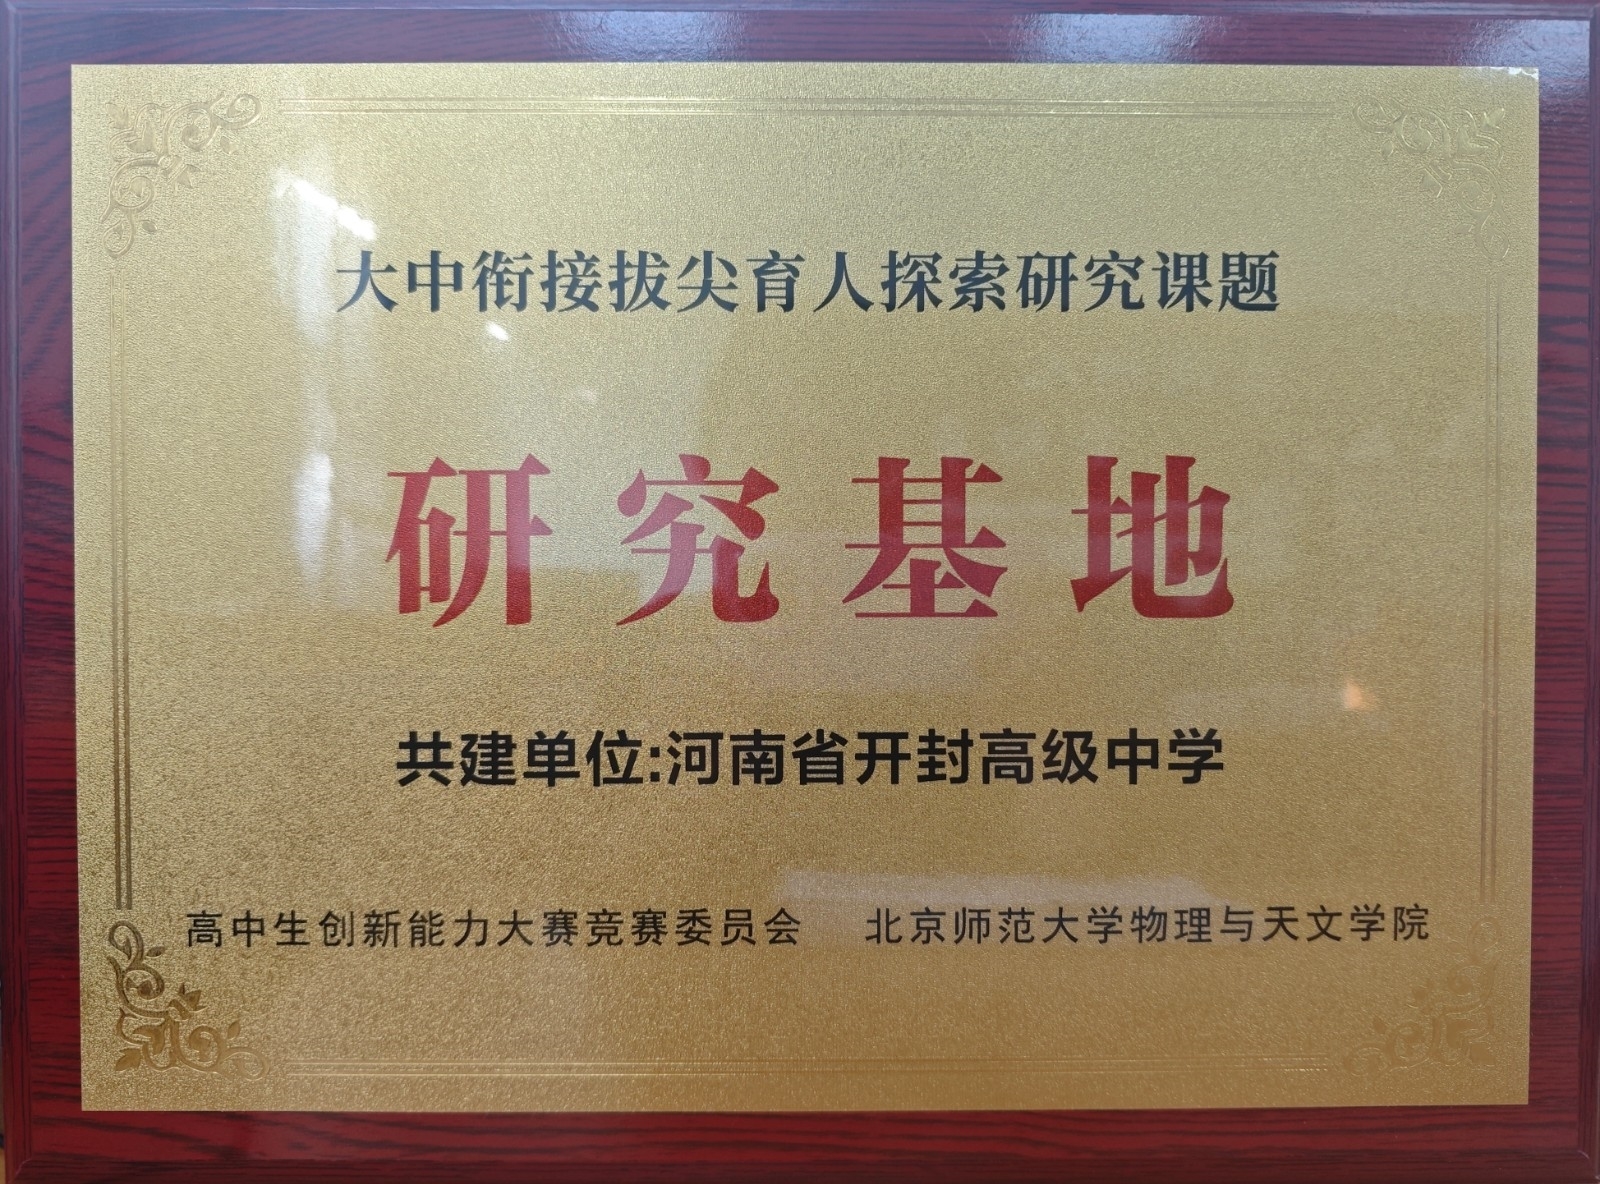 大中衔接拔尖育人探索研究课题
研究基地
共建单位:河南省开封高级中学
高中生创新能力大赛竞赛委员会 北京师范大学物理与天文学院